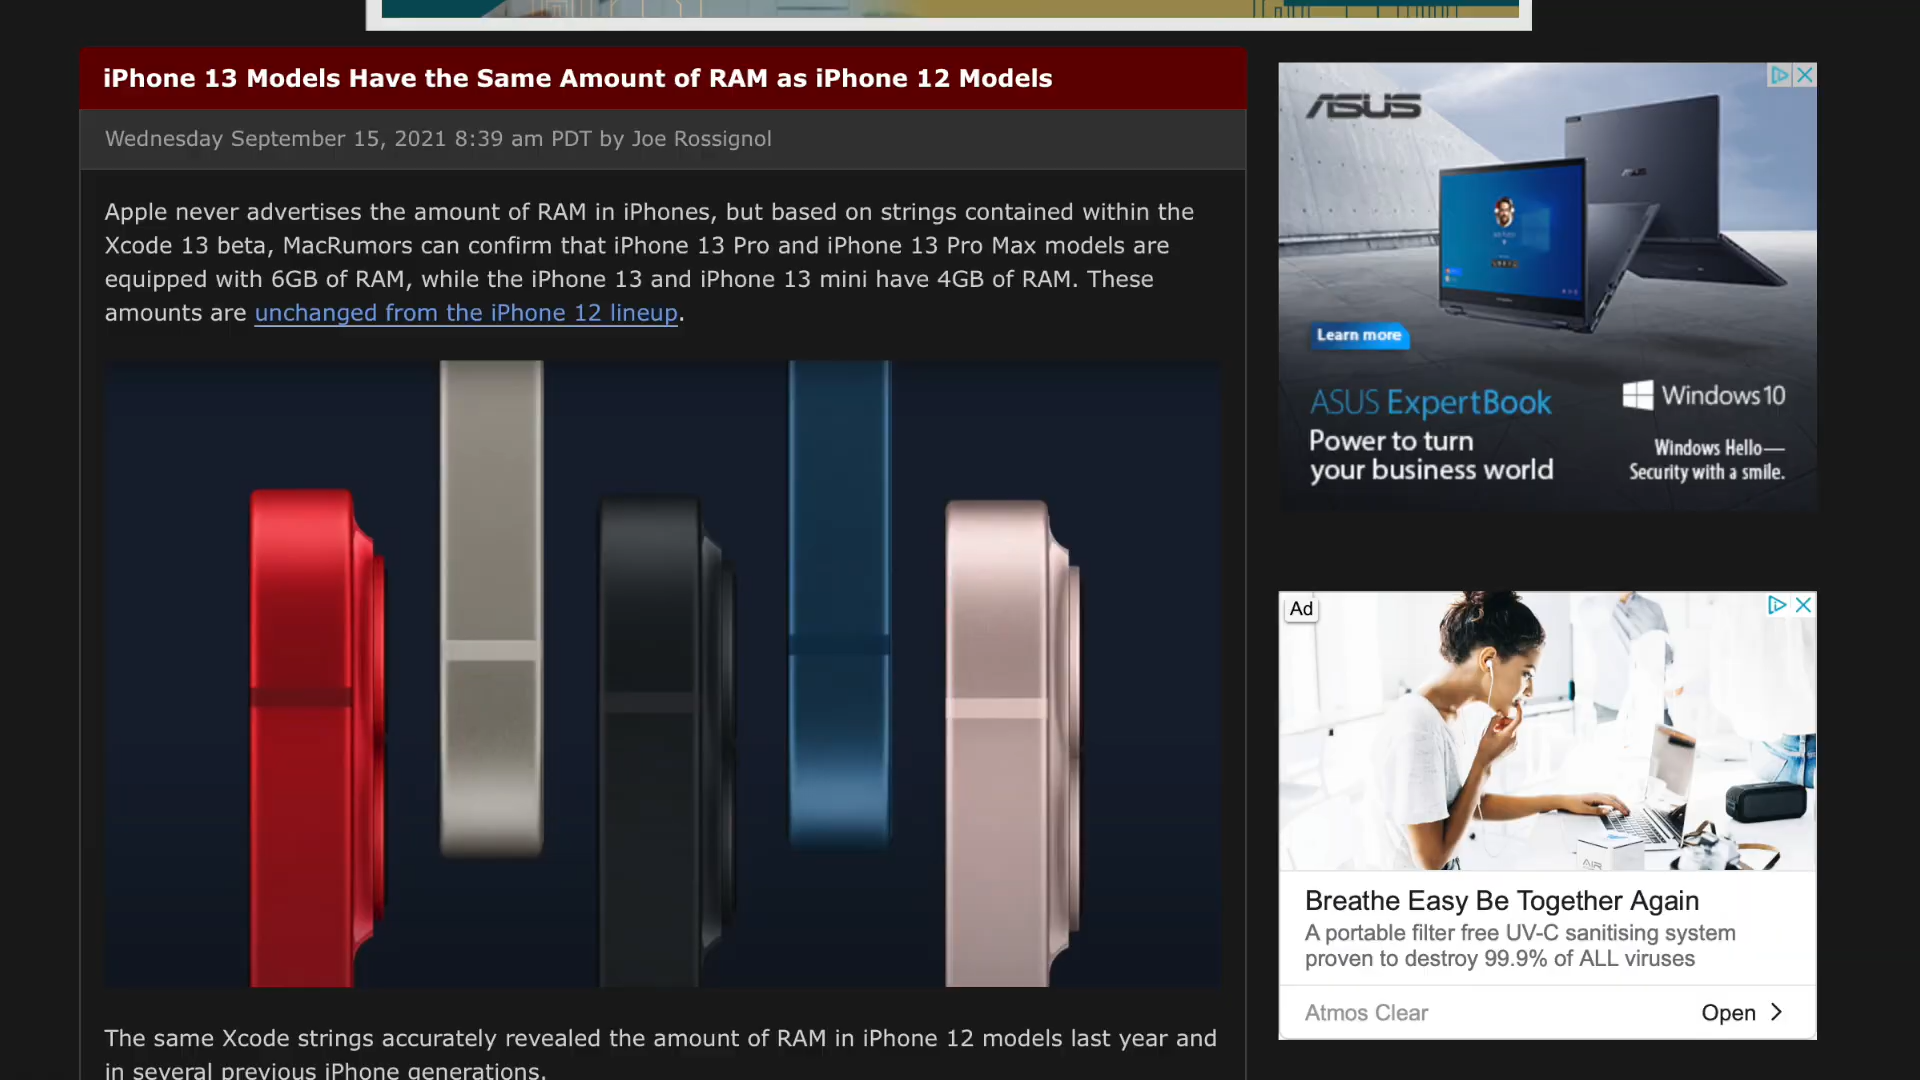 iPhone 13 Models Have the Same Amount of RAM as iPhone 12 Models
Wednesday September 15, 2021 8:39 am PDT by Joe Rossignol
Apple never advertises the amount of RAM in iPhones, but based on strings contained within the
Xcode 13 beta, MacRumors can confirm that iPhone 13 Pro and iPhone 13 Pro Max models are
equipped with 6GB of RAM, while the iPhone 13 and iPhone 13 mini have 4GB of RAM. These
amounts are unchanged from the iPhone 12 lineup.
The same Xcode strings accurately revealed the amount of RAM in iPhone 12 models last year and
in several previous iPhone generations.
ASUS
Learn more
ASUS ExpertBook
Power to turn
your business world
Windows 10
Windows Hello—
Security with a smile.
Ad
AIR
Breathe Easy Be Together Again
A portable filter free UV-C sanitising system
proven to destroy 99.9% of ALL viruses
Atmos Clear
Open